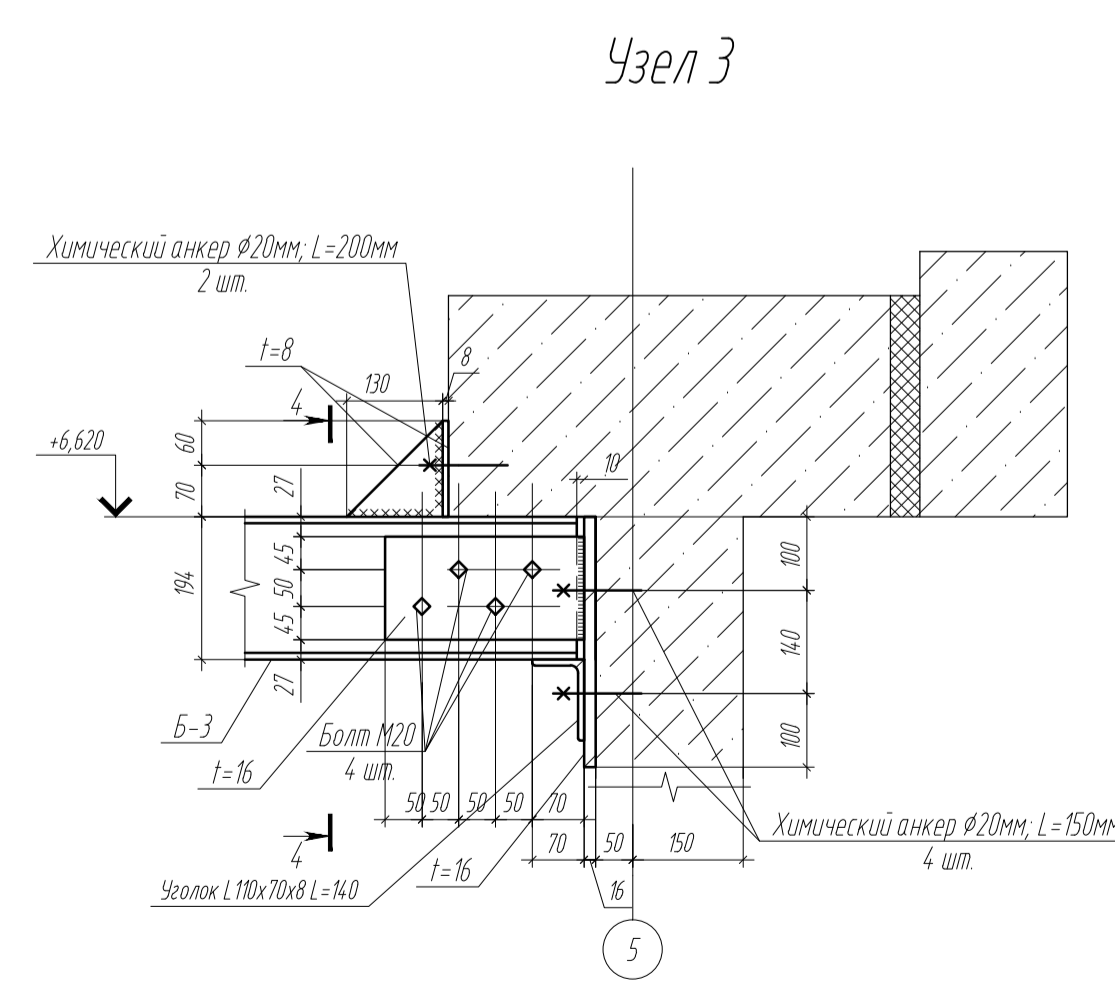 Узел 3
Химический анкер ⌀20мм; L=200мм
2 шт.
t=8
8
130
4
60
+6,620
70
27
10
45
100
194
50
45
140
27
Б-3
Болт М20
4 шт.
t=16
100
50 50 50 50 70
Химический анкер ⌀20мм; L=150мм
4 шт.
70 50 150
4
t=16
Уголок L110х70х8 L=140
16
5